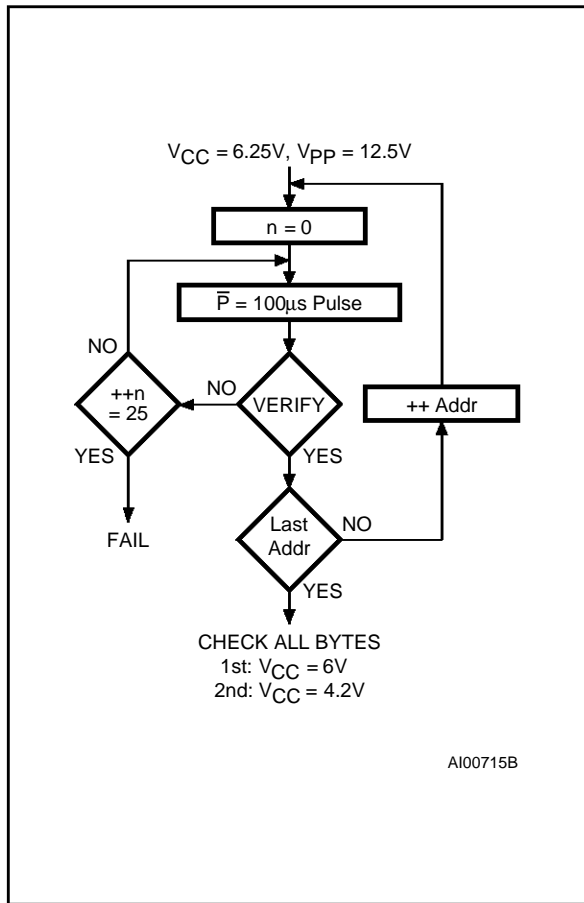 VCC = 6.25V, VPP = 12.5V
n = 0
P̅ = 100μs Pulse
NO
++n
= 25
NO
VERIFY
++ Addr
YES
YES
FAIL
Last
Addr
NO
YES
CHECK ALL BYTES
1st: VCC = 6V
2nd: VCC = 4.2V
AI00715B